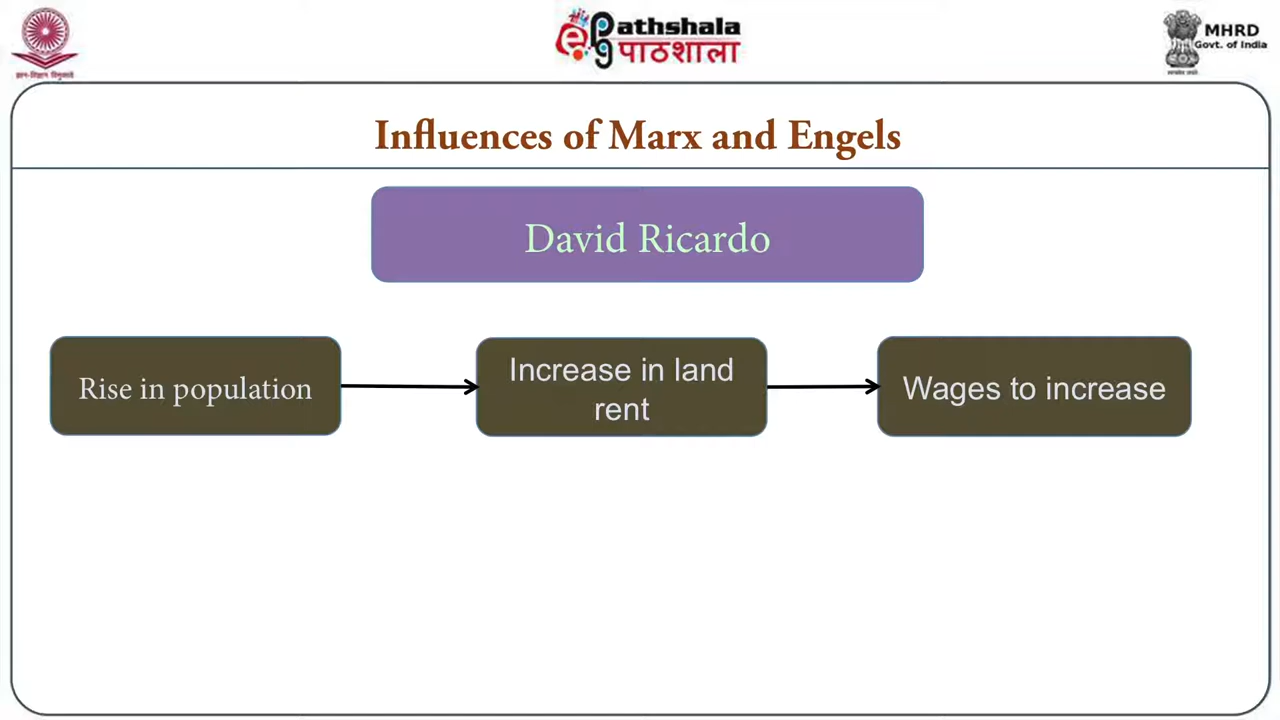 ePathshala
पाठशाला
MHRD
Govt. of India
Influences of Marx and Engels
David Ricardo
Rise in population
Increase in land
rent
Wages to increase